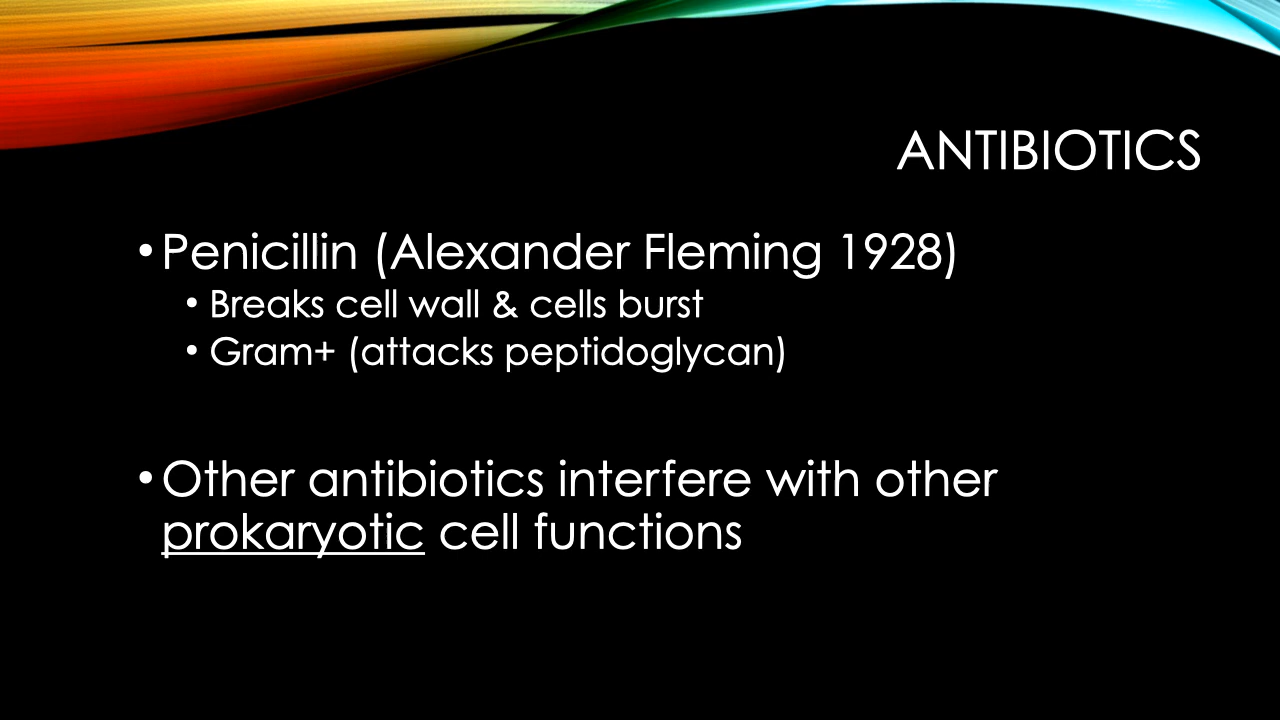 ANTIBIOTICS
• Penicillin (Alexander Fleming 1928)
• Breaks cell wall & cells burst
• Gram+ (attacks peptidoglycan)
• Other antibiotics interfere with other
prokaryotic cell functions